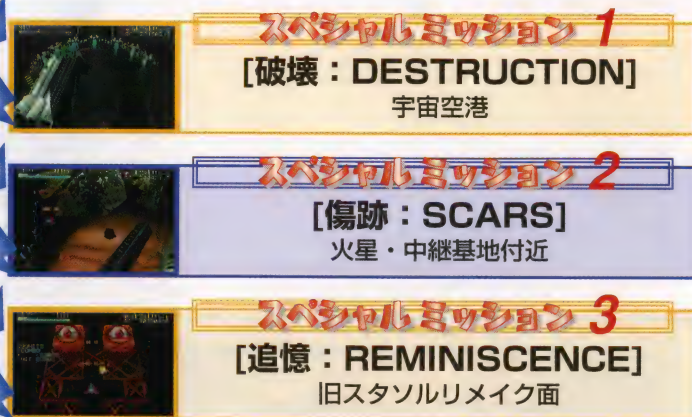 スペシャルミッション 1
[破壊：DESTRUCTION]
宇宙空港
スペシャルミッション 2
[傷跡：SCARS]
火星・中継基地付近
スペシャルミッション 3
[追憶：REMINISCENCE]
旧スタソルリメイク面